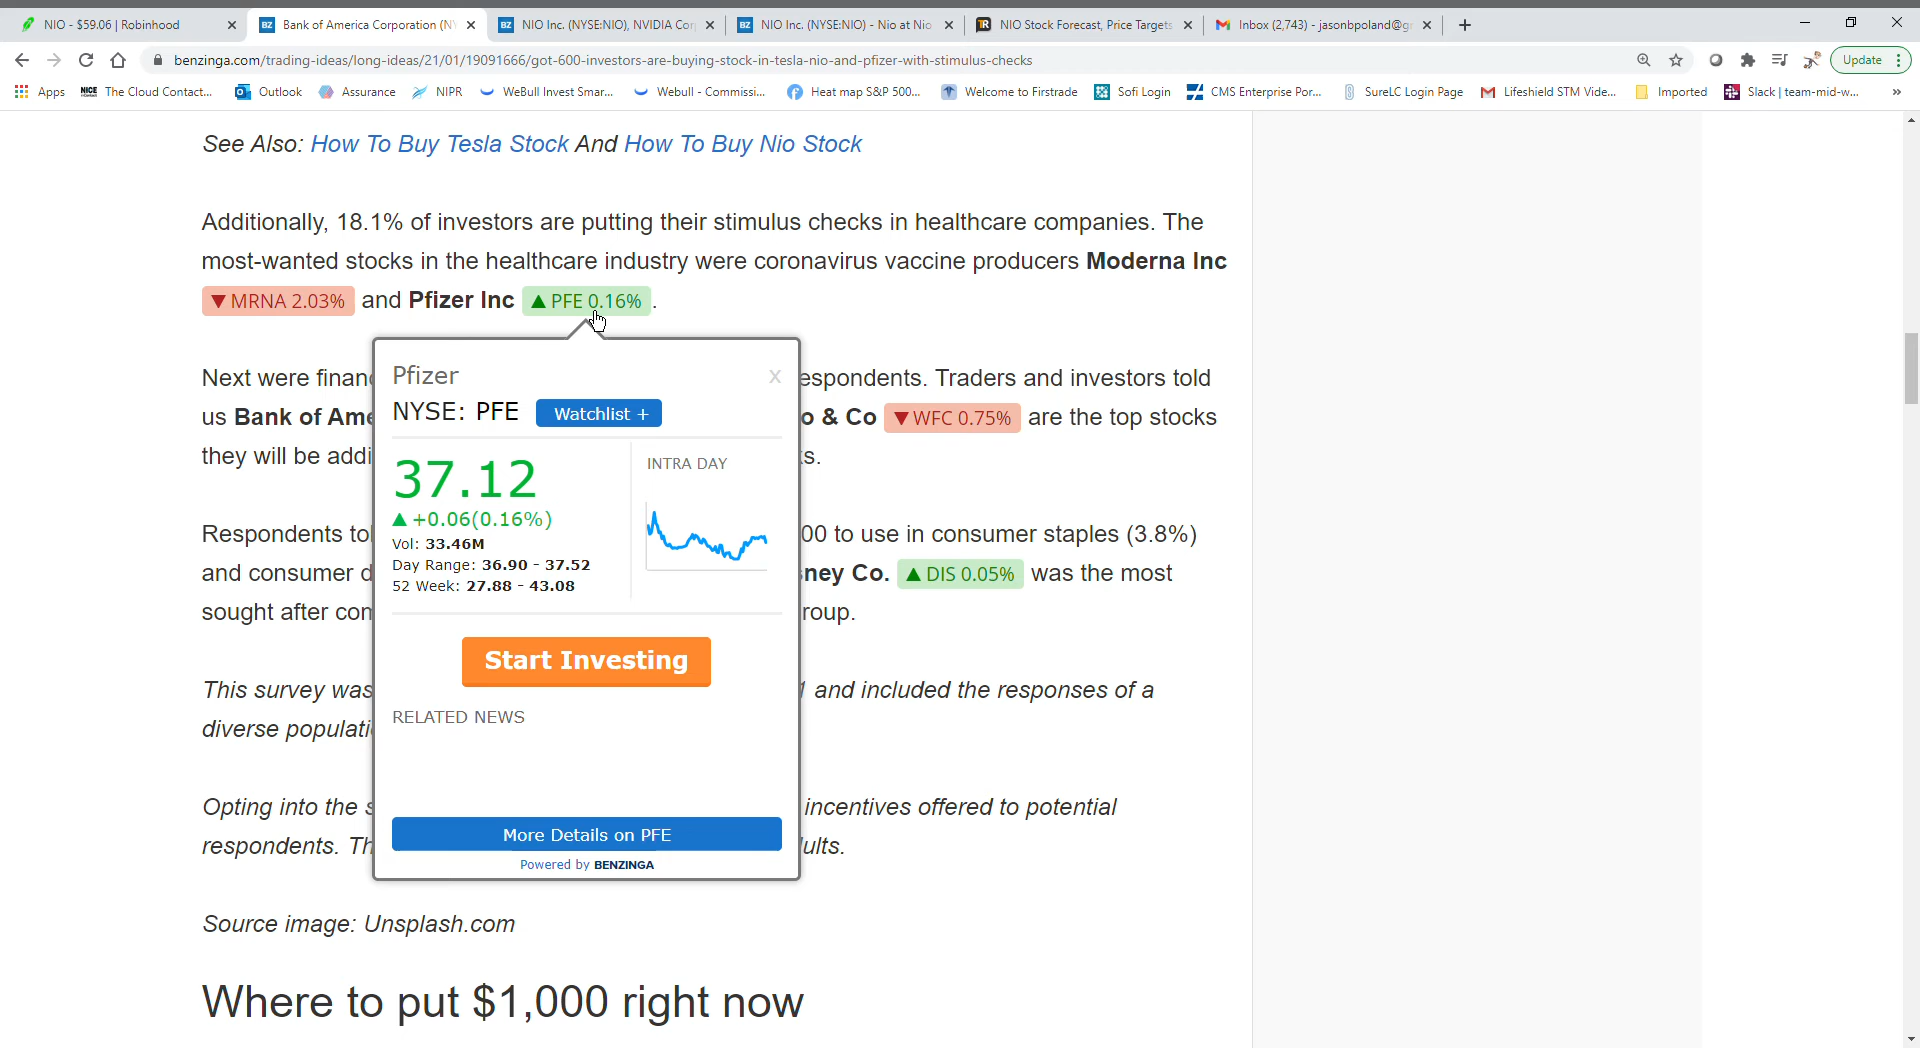 NIO - $59.06 | Robinhood
Bank of America Corporation (NY
NIO Inc. (NYSE:NIO), NVIDIA Cor
NIO Inc. (NYSE:NIO) - Nio at Nio
NIO Stock Forecast, Price Targets
Inbox (2,743) - jasonbpoland@g
benzinga.com/trading-ideas/long-ideas/21/01/19091666/got-600-investors-are-buying-stock-in-tesla-nio-and-pfizer-with-stimulus-checks
Update
Apps
The Cloud Contact...
Outlook
Assurance
NIPR
WeBull Invest Smar...
Webull - Commissi...
Heat map S&P 500...
Welcome to Firstrade
Sofi Login
CMS Enterprise Por...
SureLC Login Page
Lifeshield STM Vide...
Imported
Slack | team-mid-w...
»
See Also: How To Buy Tesla Stock And How To Buy Nio Stock
Additionally, 18.1% of investors are putting their stimulus checks in healthcare companies. The
most-wanted stocks in the healthcare industry were coronavirus vaccine producers Moderna Inc
▼ MRNA 2.03% and Pfizer Inc ▲ PFE 0.16% .
Next were financ
espondents. Traders and investors told
us Bank of Ame
o & Co ▼ WFC 0.75% are the top stocks
they will be addi
s.
Respondents tol
00 to use in consumer staples (3.8%)
and consumer d
ney Co. ▲ DIS 0.05% was the most
sought after con
roup.
This survey was
1 and included the responses of a
diverse populati
Opting into the s
incentives offered to potential
respondents. Th
ults.
Pfizer
x
NYSE: PFE
Watchlist +
37.12
▲ +0.06(0.16%)
Vol: 33.46M
Day Range: 36.90 - 37.52
52 Week: 27.88 - 43.08
INTRA DAY
Start Investing
RELATED NEWS
More Details on PFE
Powered by BENZINGA
Source image: Unsplash.com
Where to put $1,000 right now